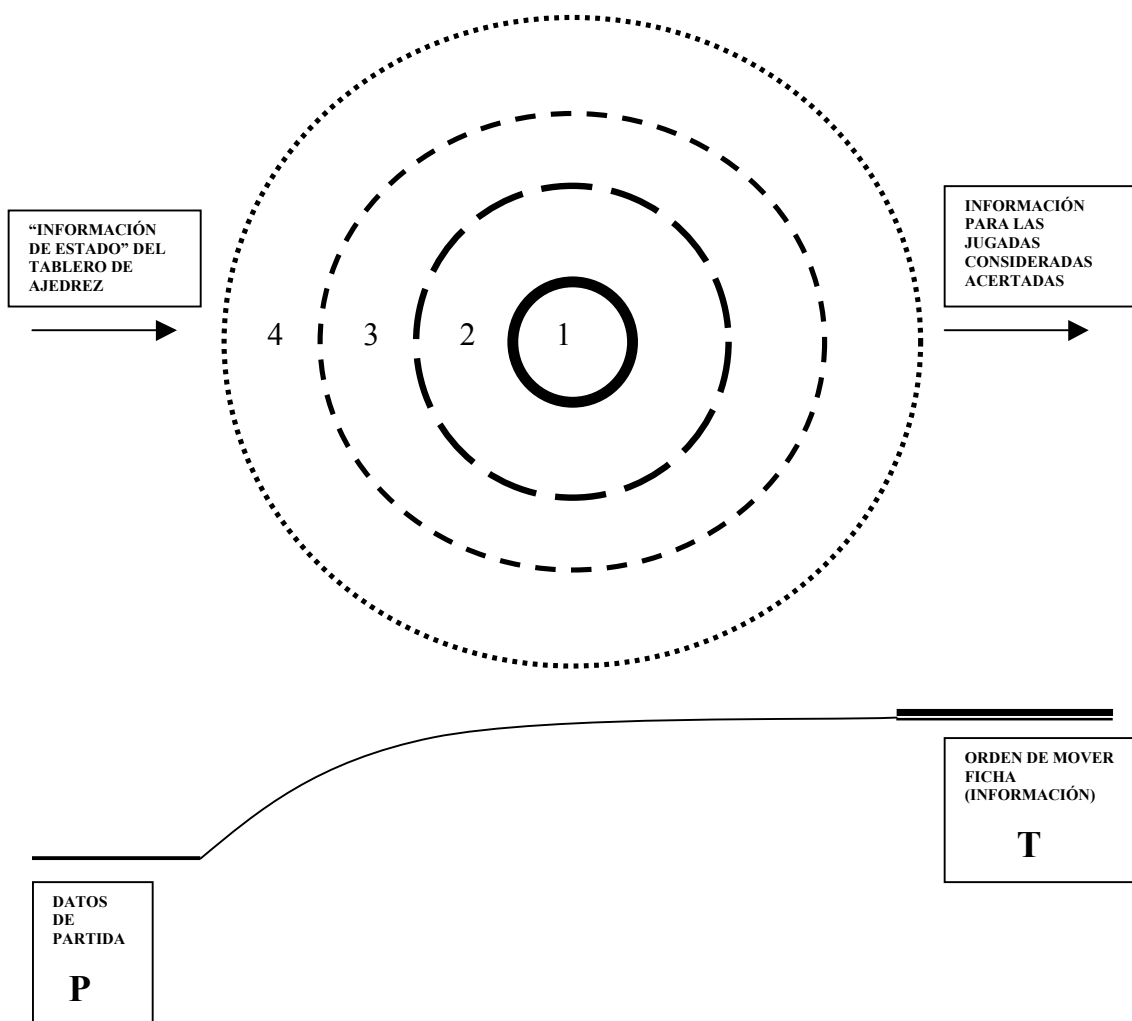 “INFORMACIÓN
DE ESTADO” DEL
TABLERO DE
AJEDREZ
4 3 2 1
INFORMACIÓN
PARA LAS
JUGADAS
CONSIDERADAS
ACERTADAS
ORDEN DE MOVER
FICHA
(INFORMACIÓN)
T
DATOS
DE
PARTIDA
P